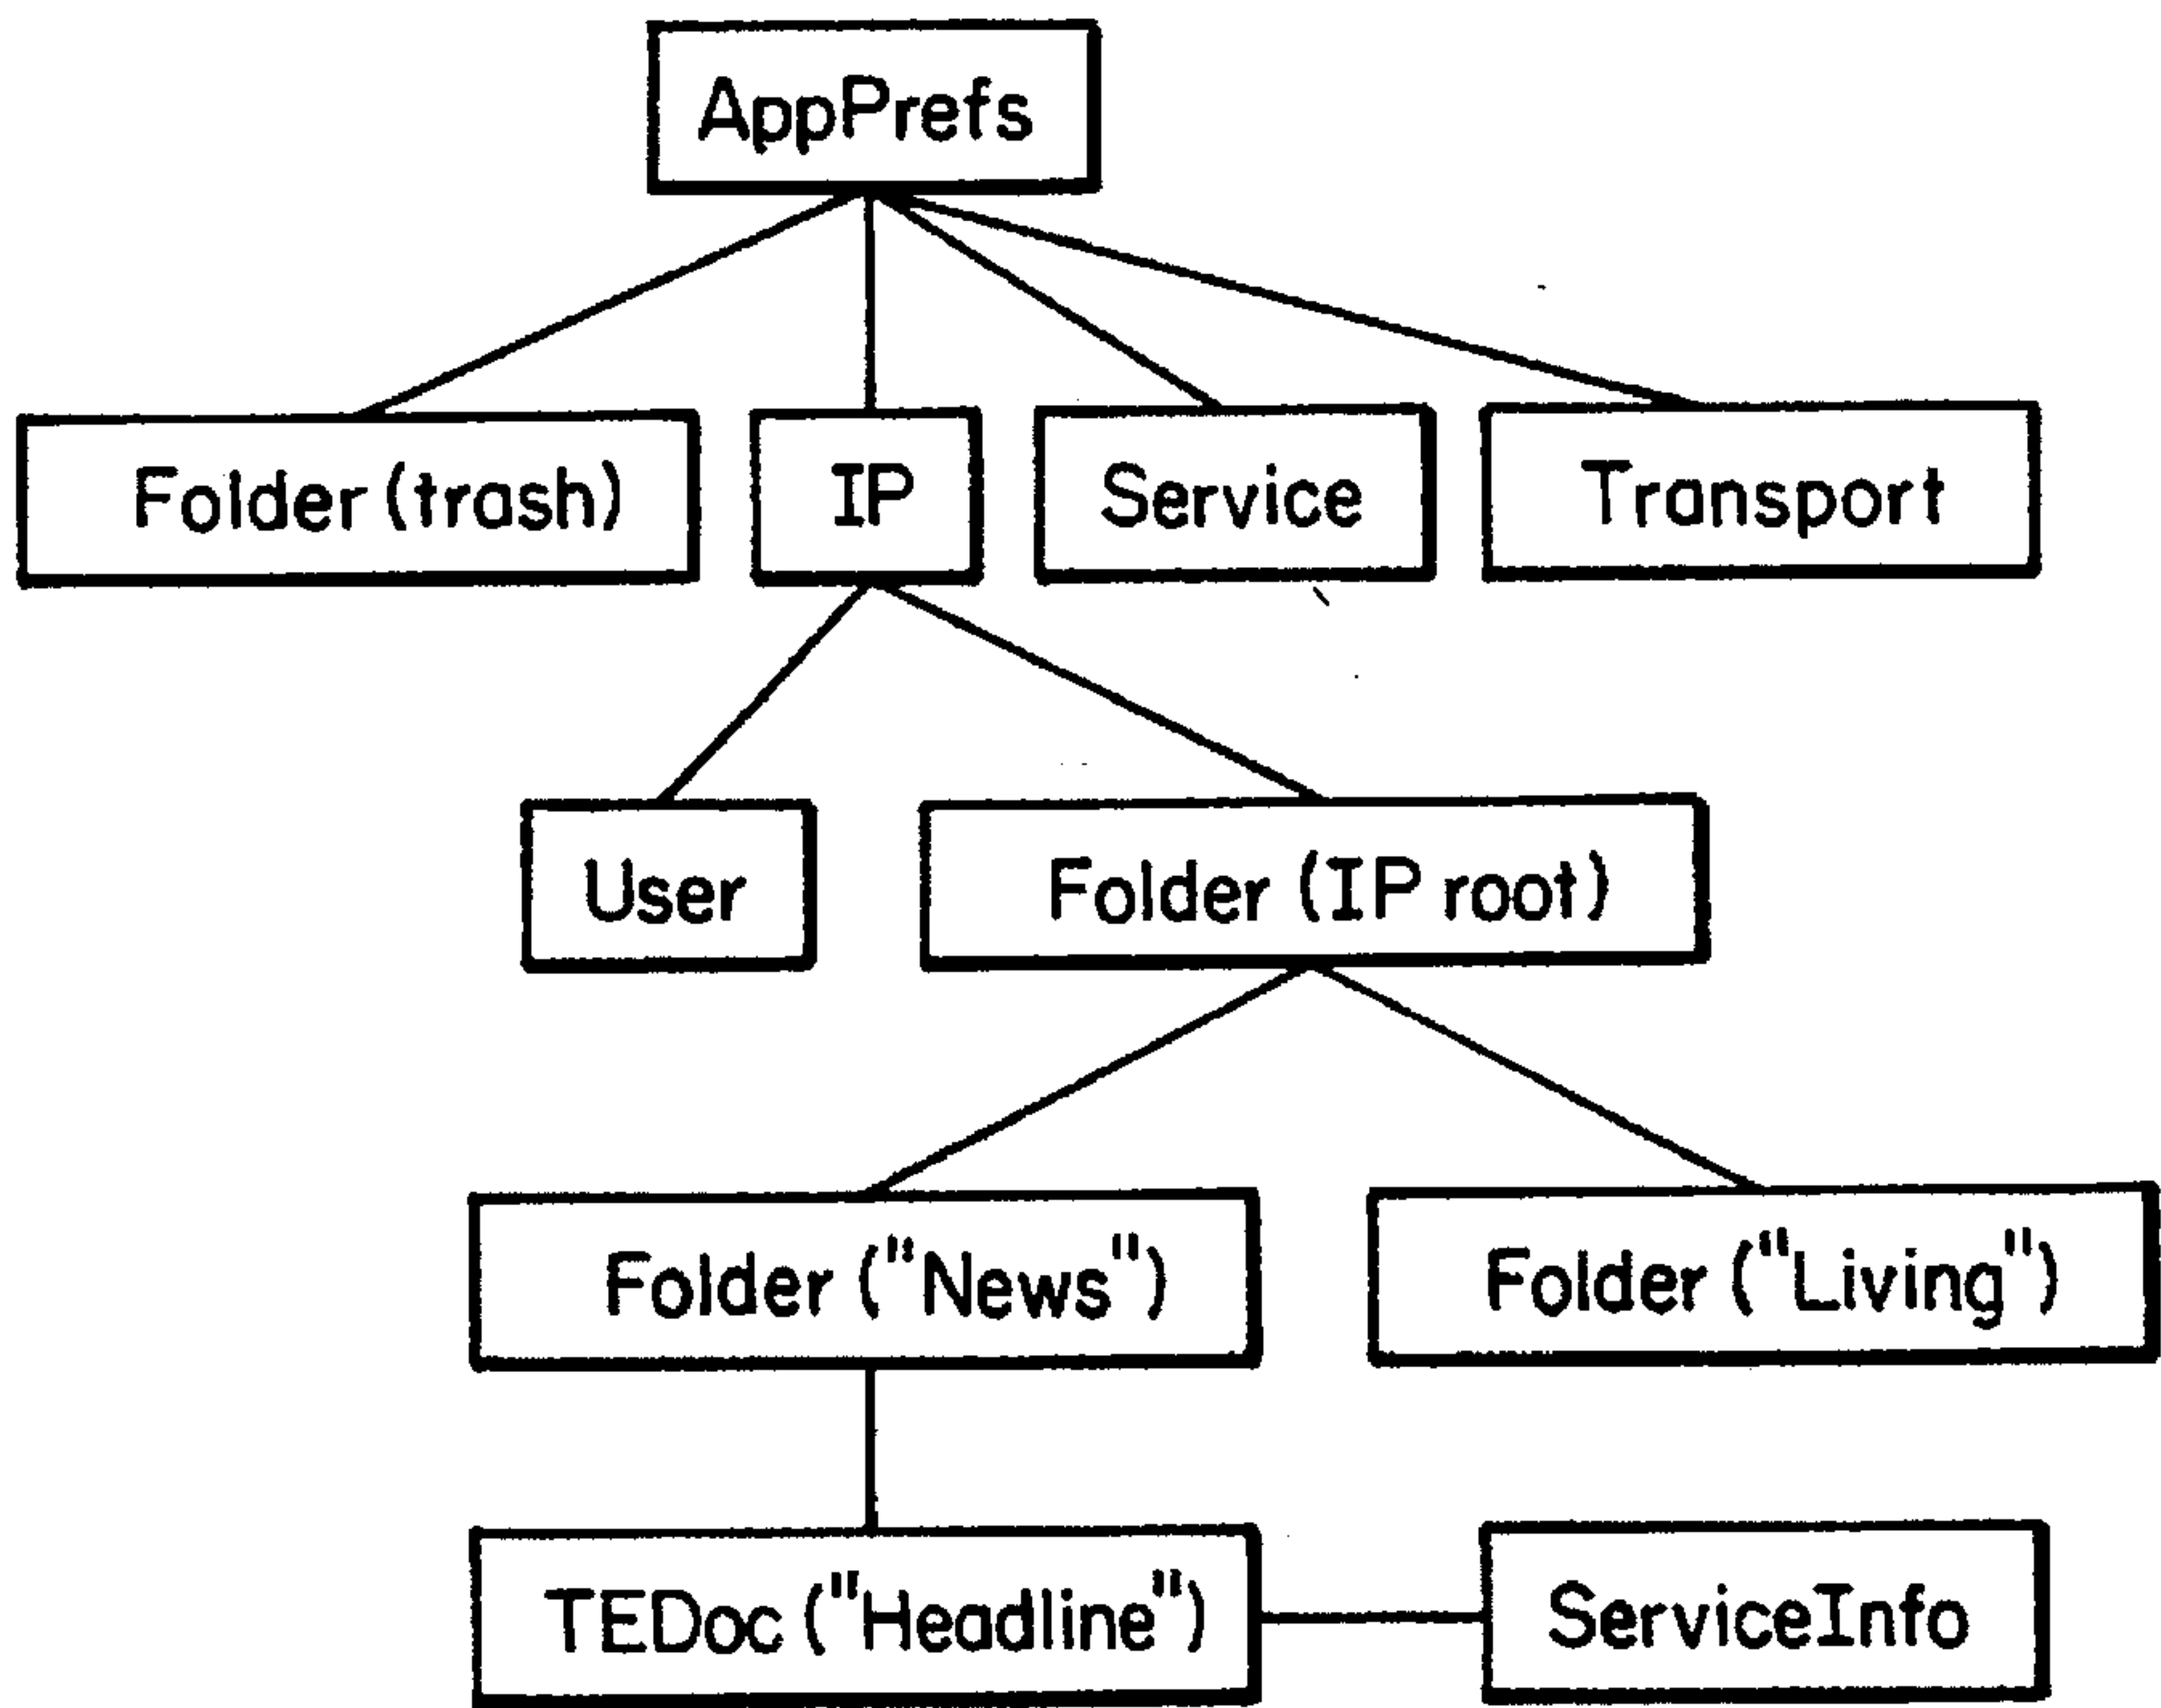 AppPrefs
Folder (trash)
IP
Service
Transport
User
Folder (IP root)
Folder ("News")
Folder ("Living")
TEDoc ("Headline")
ServiceInfo